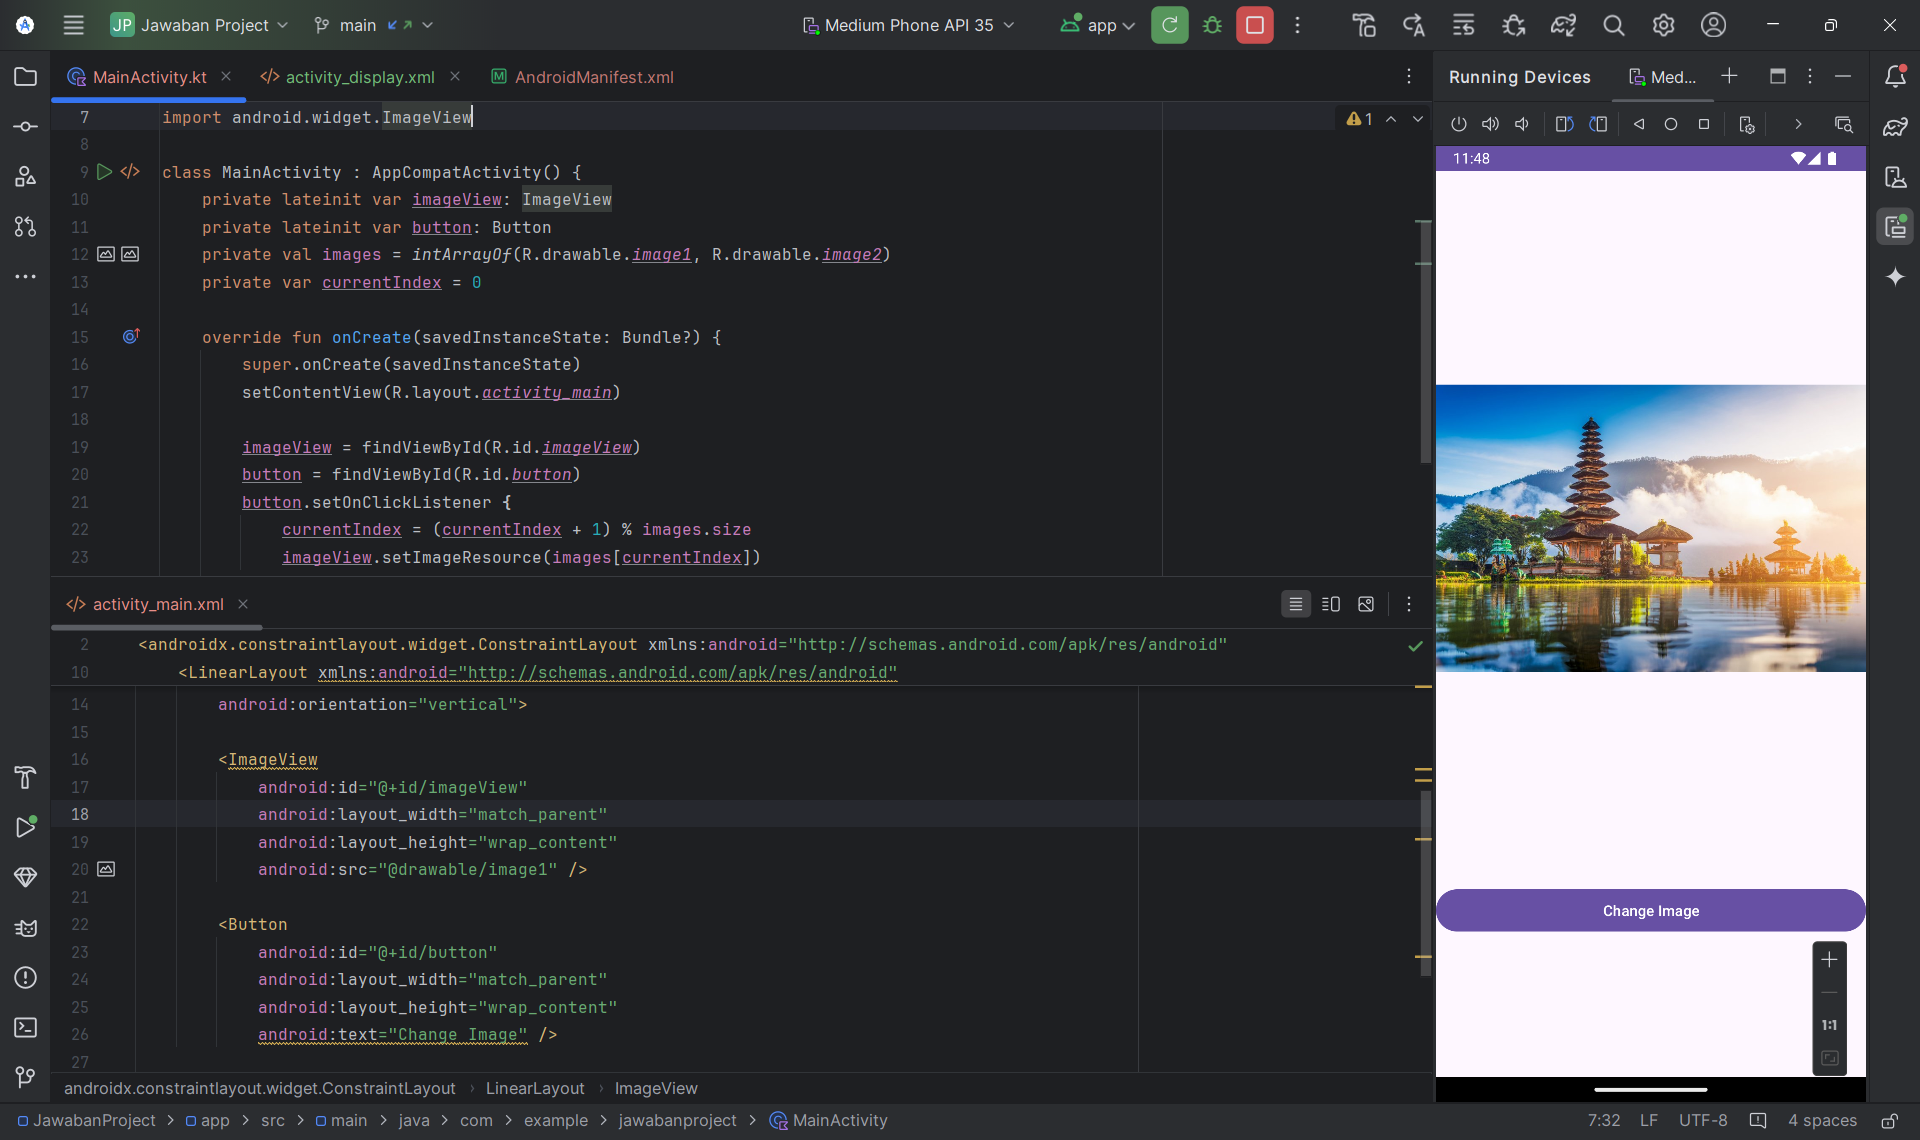 JP Jawaban Project
main
Medium Phone API 35
app
MainActivity.kt
activity_display.xml
AndroidManifest.xml
Running Devices
Med...
7 import android.widget.ImageView
1
8
9 class MainActivity : AppCompatActivity() {
10 private lateinit var imageView: ImageView
11 private lateinit var button: Button
12 private val images = intArrayOf(R.drawable.image1, R.drawable.image2)
13 private var currentIndex = 0
14
15 override fun onCreate(savedInstanceState: Bundle?) {
16 super.onCreate(savedInstanceState)
17 setContentView(R.layout.activity_main)
18
19 imageView = findViewById(R.id.imageView)
20 button = findViewById(R.id.button)
21 button.setOnClickListener {
22 currentIndex = (currentIndex + 1) % images.size
23 imageView.setImageResource(images[currentIndex])
activity_main.xml
2 <androidx.constraintlayout.widget.ConstraintLayout xmlns:android="http://schemas.android.com/apk/res/android"
10 <LinearLayout xmlns:android="http://schemas.android.com/apk/res/android"
14 android:orientation="vertical">
15
16 <ImageView
17 android:id="@+id/imageView"
18 android:layout_width="match_parent"
19 android:layout_height="wrap_content"
20 android:src="@drawable/image1" />
21
22 <Button
23 android:id="@+id/button"
24 android:layout_width="match_parent"
25 android:layout_height="wrap_content"
26 android:text="Change Image" />
27
androidx.constraintlayout.widget.ConstraintLayout › LinearLayout › ImageView
11:48
Change Image
1:1
JawabanProject > app > src > main > java > com > example > jawabanproject > MainActivity
7:32 LF UTF-8 4 spaces